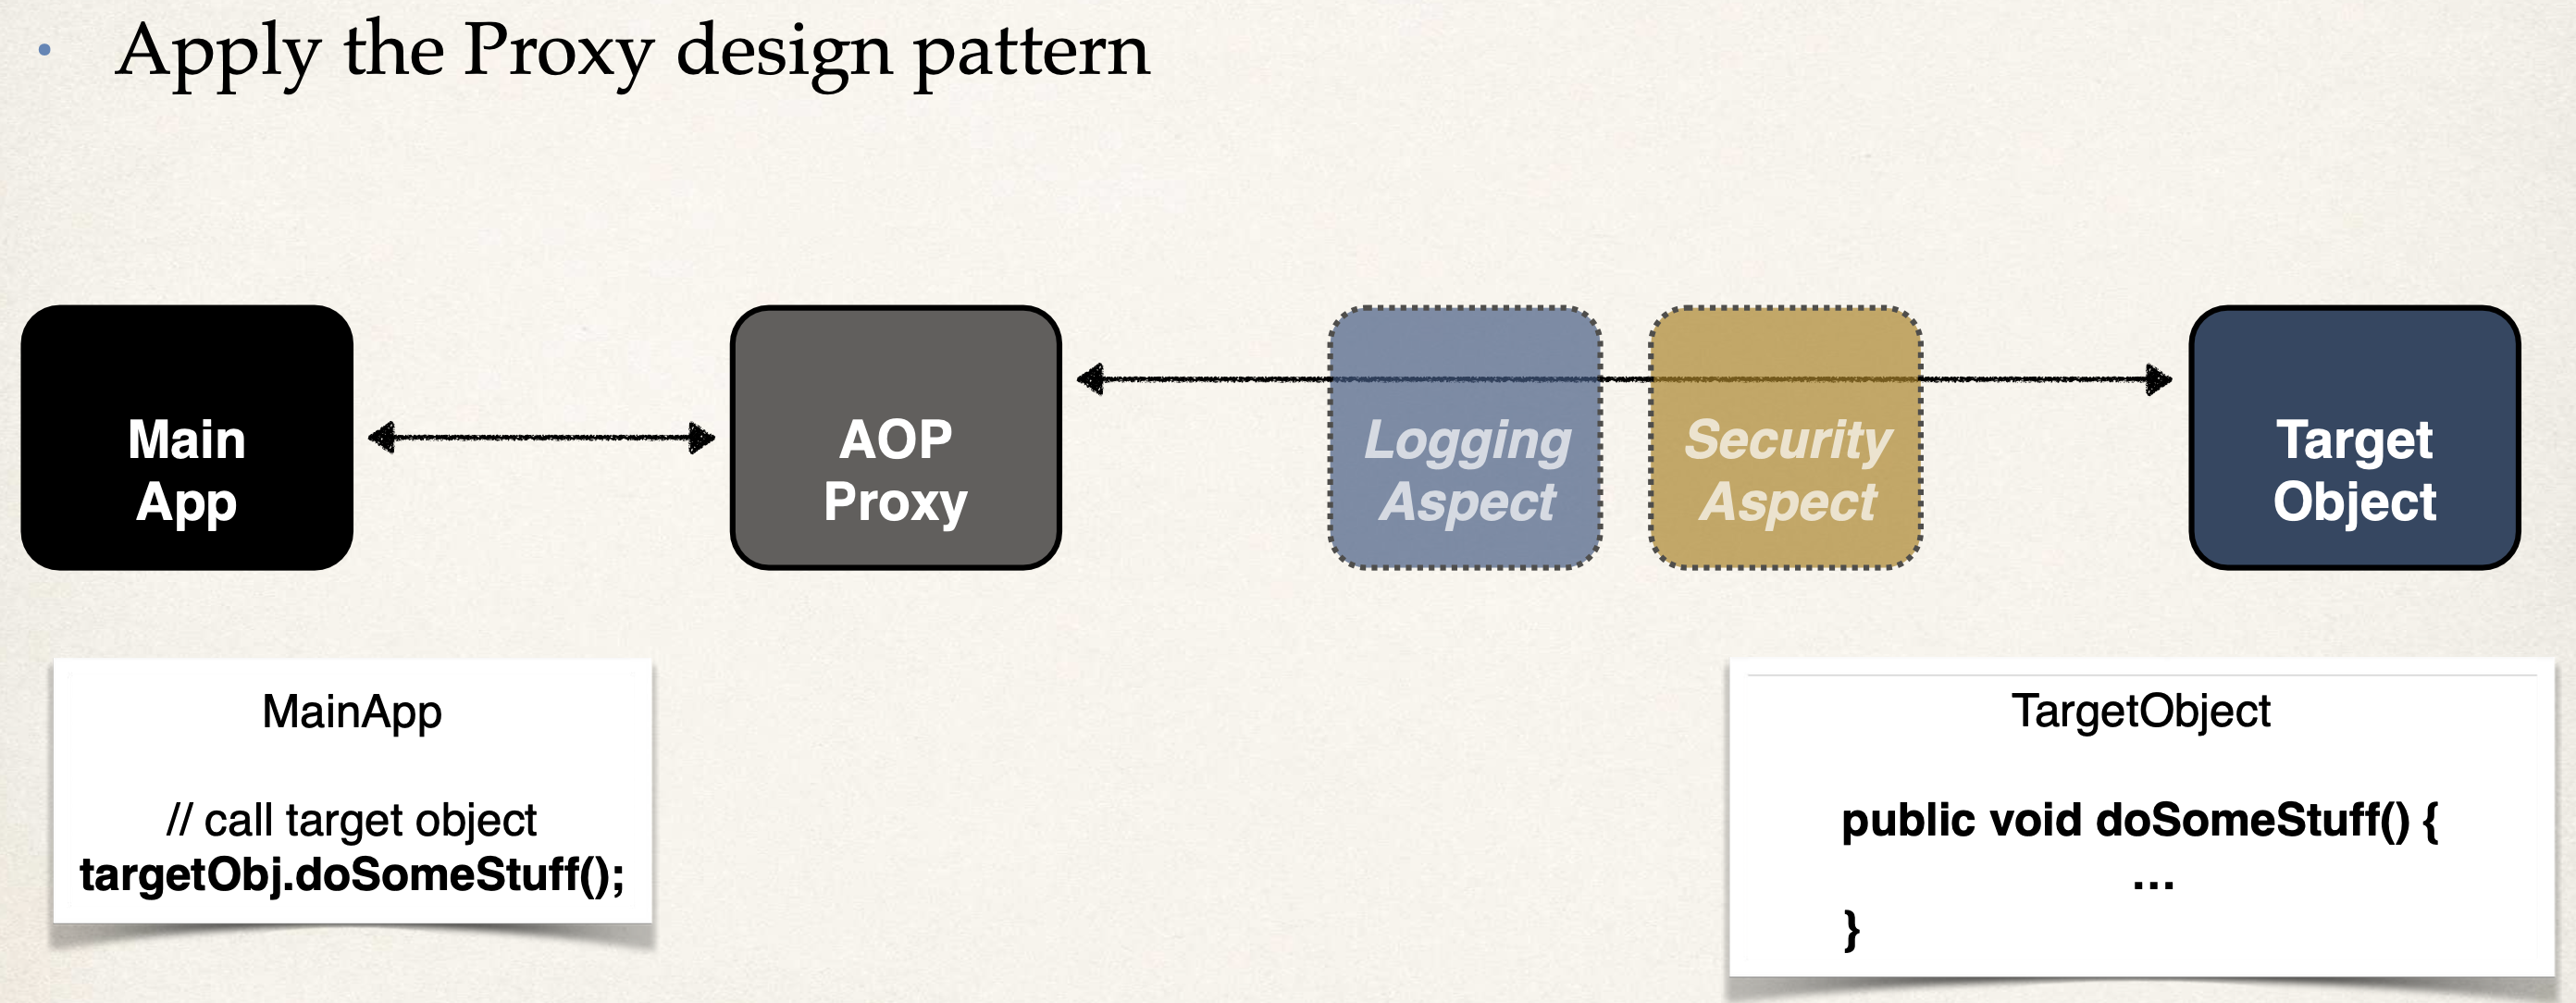 • Apply the Proxy design pattern
Main
App
AOP
Proxy
Logging
Aspect
Security
Aspect
Target
Object
MainApp
// call target object
targetObj.doSomeStuff();
TargetObject
public void doSomeStuff() {
...
}